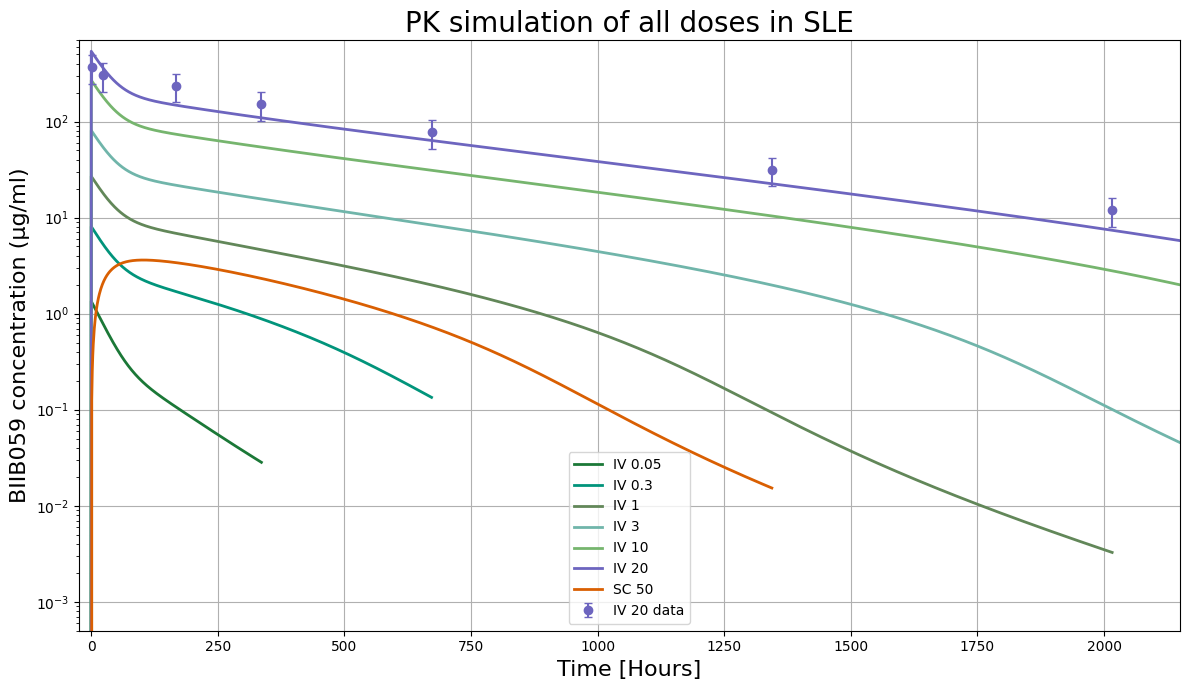 PK simulation of all doses in SLE
BIIB059 concentration (µg/ml)
10²
10¹
10⁰
10⁻¹
10⁻²
10⁻³
IV 0.05
IV 0.3
IV 1
IV 3
IV 10
IV 20
SC 50
IV 20 data
0 250 500 750 1000 1250 1500 1750 2000
Time [Hours]